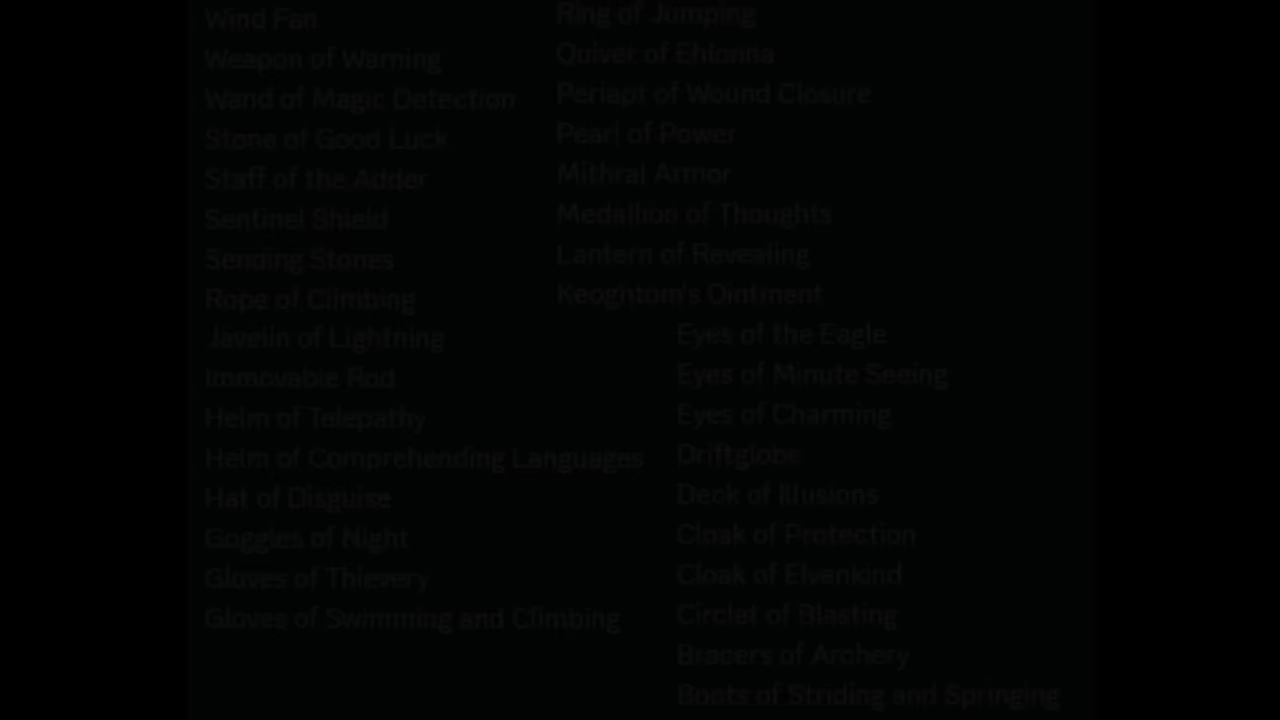 Wind Fan
Weapon of Warning
Wand of Magic Detection
Stone of Good Luck
Staff of the Adder
Sentinel Shield
Sending Stones
Rope of Climbing
Javelin of Lightning
Immovable Rod
Helm of Telepathy
Helm of Comprehending Languages
Hat of Disguise
Goggles of Night
Gloves of Thievery
Gloves of Swimming and Climbing
Ring of Jumping
Quiver of Ehlonna
Periapt of Wound Closure
Pearl of Power
Mithral Armor
Medallion of Thoughts
Lantern of Revealing
Keoghtom's Ointment
Eyes of the Eagle
Eyes of Minute Seeing
Eyes of Charming
Driftglobe
Deck of Illusions
Cloak of Protection
Cloak of Elvenkind
Circlet of Blasting
Bracers of Archery
Boots of Striding and Springing